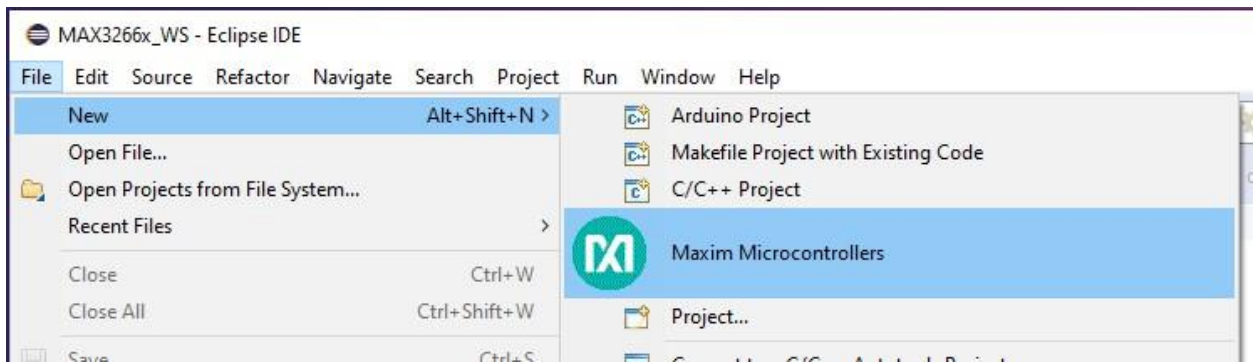 MAX3266x_WS - Eclipse IDE
File Edit Source Refactor Navigate Search Project Run Window Help
New Alt+Shift+N >
Open File...
Open Projects from File System...
Recent Files >
Close Ctrl+W
Close All Ctrl+Shift+W
Save Ctrl+S
Arduino Project
Makefile Project with Existing Code
C/C++ Project
Maxim Microcontrollers
Project...